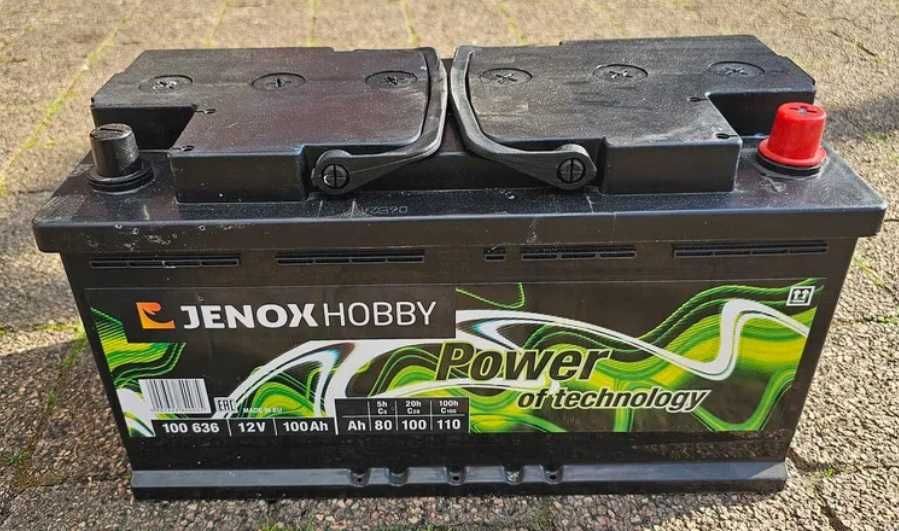 JENOX HOBBY
Power
of technology
EAC MADE IN EU
5h 20h 100h
C5 C20 C100
100 636 12V 100Ah Ah 80 100 110